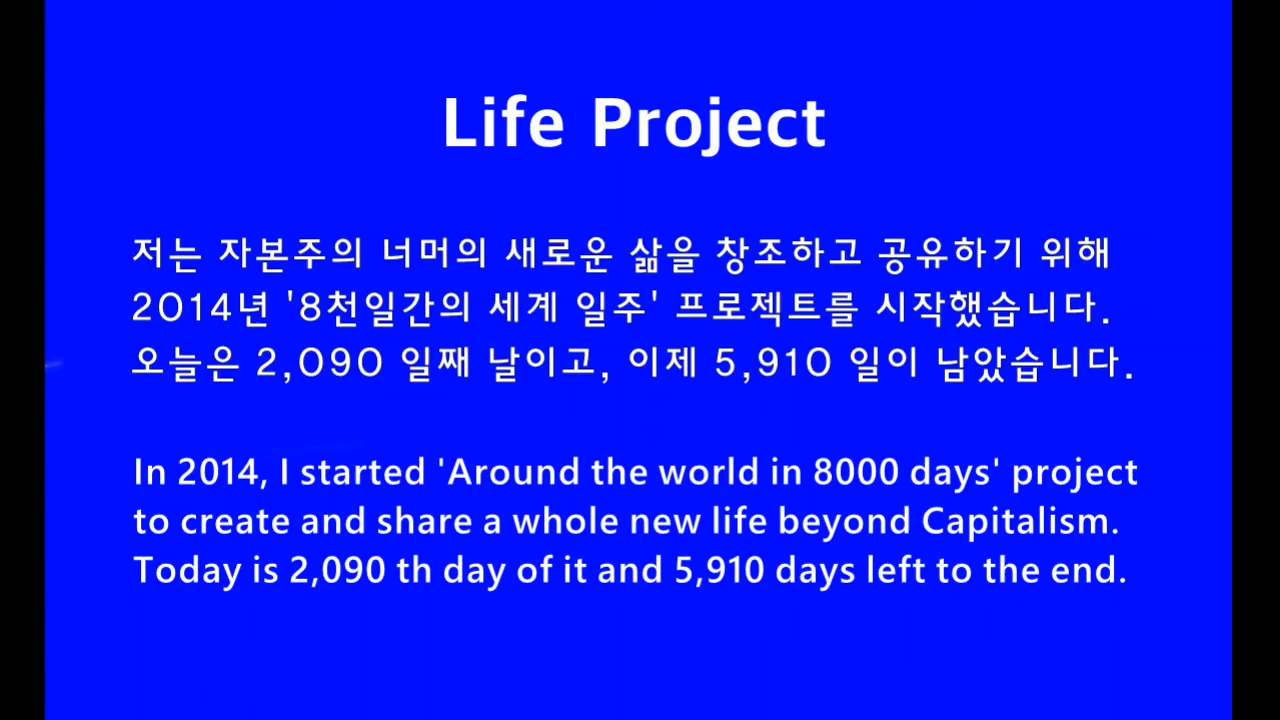 Life Project
저는 자본주의 너머의 새로운 삶을 창조하고 공유하기 위해
2014년 '8천일간의 세계 일주' 프로젝트를 시작했습니다.
오늘은 2,090 일째 날이고, 이제 5,910 일이 남았습니다.
In 2014, I started 'Around the world in 8000 days' project
to create and share a whole new life beyond Capitalism.
Today is 2,090 th day of it and 5,910 days left to the end.